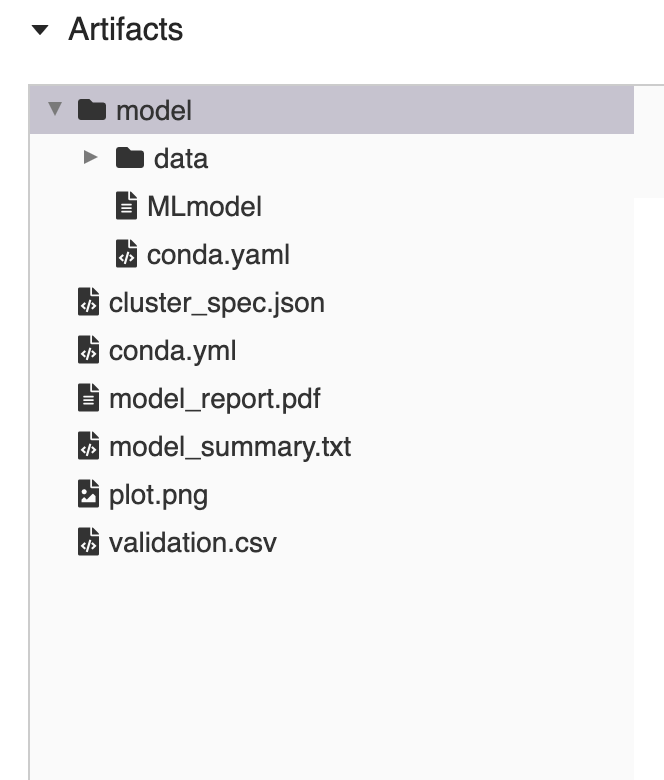 Artifacts
model
data
MLmodel
conda.yaml
cluster_spec.json
conda.yml
model_report.pdf
model_summary.txt
plot.png
validation.csv